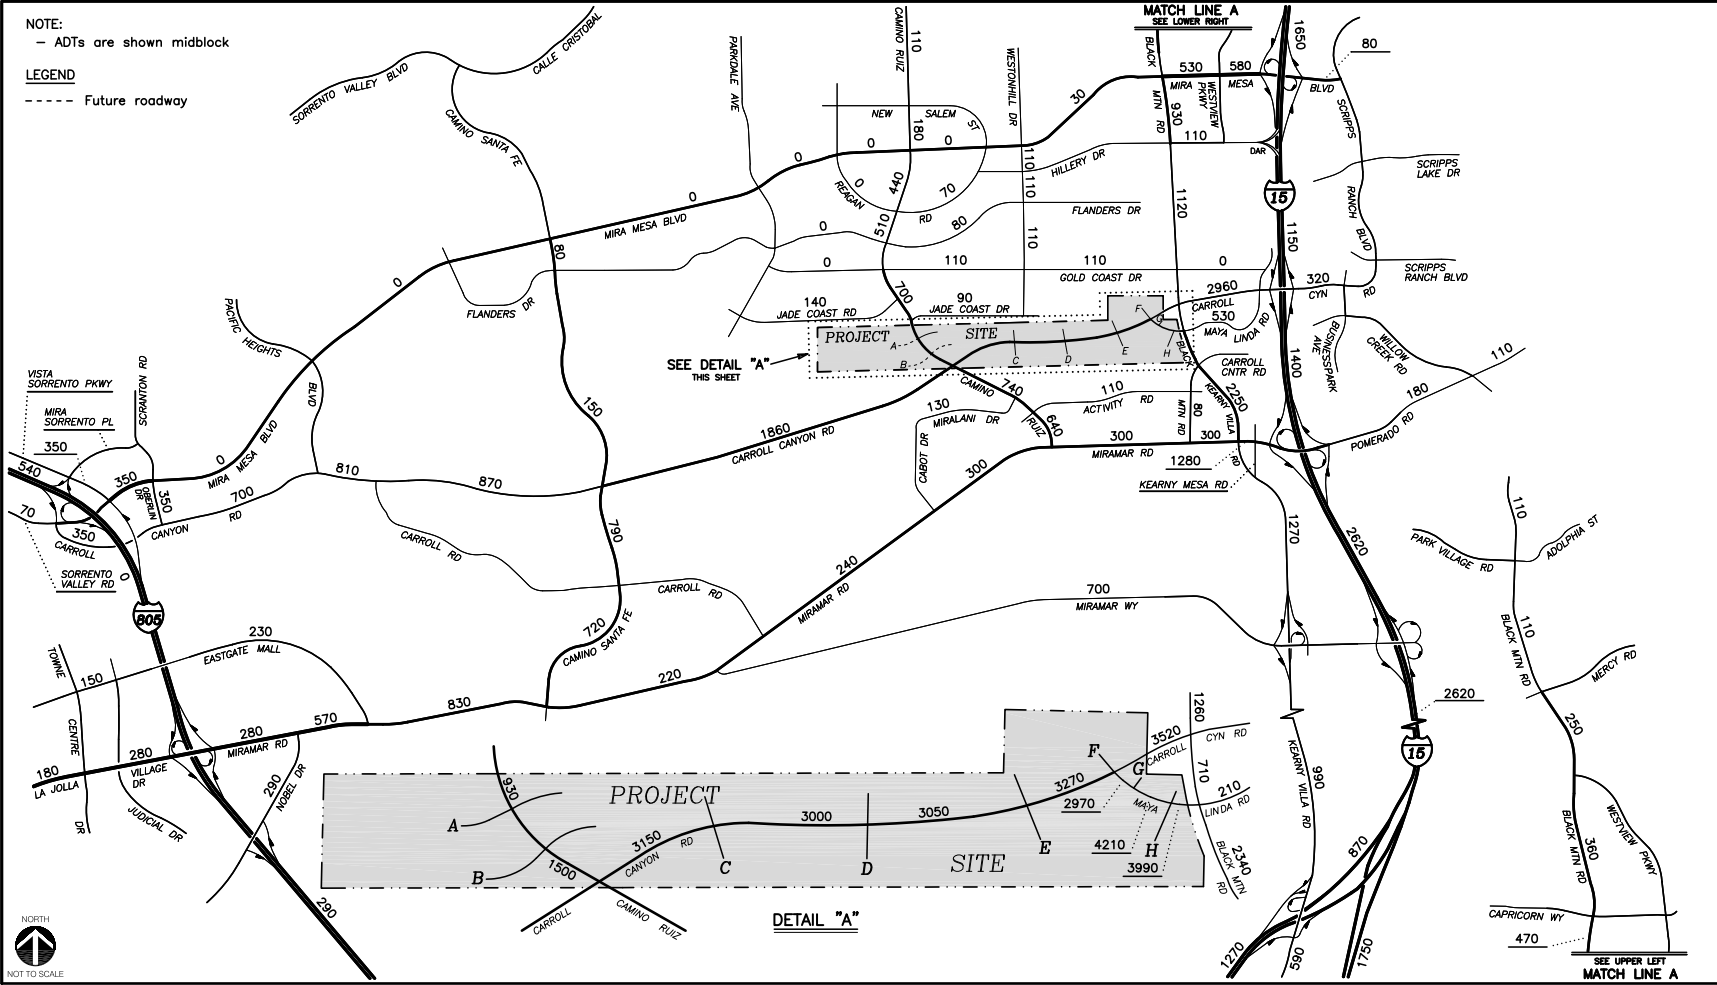 NOTE:
– ADTs are shown midblock
LEGEND
----- Future roadway
MATCH LINE A
SEE LOWER RIGHT
SORRENTO VALLEY BLVD
CALLE CRISTOBAL
CAMINO SANTA FE
PARKDALE AVE
CAMINO RUIZ
110
WESTONHILL DR
BLACK
MTN RD
930
530
580
MIRA
MESA
BLVD
WESTVIEW
PKWY
1650
80
SCRIPPS
RANCH
BLVD
30
NEW
SALEM
ST
180
0
0
0
0
110
110
110
110
HILLERY DR
DAR
SCRIPPS
LAKE DR
15
REAGAN
RD
0
440
70
510
80
0
FLANDERS DR
1120
1150
MIRA MESA BLVD
0
80
0
110
110
0
GOLD COAST DR
SCRIPPS
RANCH BLVD
320
CYN
RD
2960
CARROLL
530
MAYA
LINDA RD
700
90
140
JADE COAST RD
JADE COAST DR
FLANDERS DR
PACIFIC
HEIGHTS
BLVD
PROJECT
SITE
A
B
C
D
E
F
G
H
BLACK
SEE DETAIL "A"
THIS SHEET
BUSINESSPARK
AVE
WILLOW
CREEK
RD
110
1400
CARROLL
CNTR RD
VISTA
SORRENTO PKWY
SCRANTON RD
MIRA
SORRENTO PL
350
150
CAMINO
740
RUIZ
640
110
ACTIVITY RD
130
MIRALANI DR
CABOT DR
MTN RD
80
KEARNY VILLA
RD
2250
180
POMERADO RD
1860
CARROLL CANYON RD
300
300
MIRAMAR RD
300
1280
KEARNY MESA RD
540
350
0
MIRA MESA BLVD
OBERLIN
DR
350
700
810
870
70
350
CARROLL
CANYON
RD
SORRENTO
VALLEY RD
0
805
790
CARROLL RD
CARROLL RD
240
MIRAMAR RD
1270
2620
110
PARK VILLAGE RD
ADOLPHIA ST
700
MIRAMAR WY
720
CAMINO SANTA FE
110
BLACK MTN RD
MERCY RD
TOWNE
CENTRE
DR
230
EASTGATE MALL
150
220
830
570
280
MIRAMAR RD
280
VILLAGE
DR
180
LA JOLLA
JUDICIAL DR
290
NOBEL DR
290
2620
15
250
1260
3520
CARROLL
CYN RD
710
210
LINDA RD
MAYA
2340
BLACK MTN
RD
990
KEARNY VILLA RD
PROJECT
SITE
930
A
B
1500
3150
CANYON
RD
C
3000
D
3050
E
3270
F
G
2970
4210
H
3990
CARROLL
CAMINO
RUIZ
DETAIL "A"
870
1270
590
1750
BLACK MTN RD
360
WESTVIEW PKWY
CAPRICORN WY
470
SEE UPPER LEFT
MATCH LINE A
NORTH
NOT TO SCALE